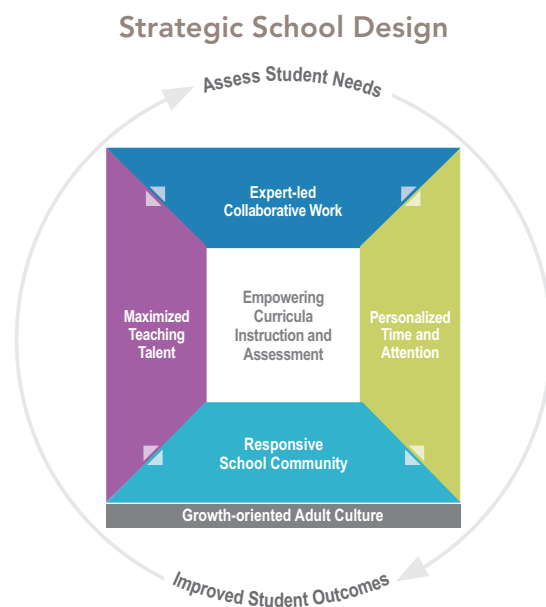 Strategic School Design
Assess Student Needs
Expert-led
Collaborative Work
Maximized
Teaching
Talent
Empowering
Curricula
Instruction and
Assessment
Personalized
Time and
Attention
Responsive
School Community
Growth-oriented Adult Culture
Improved Student Outcomes